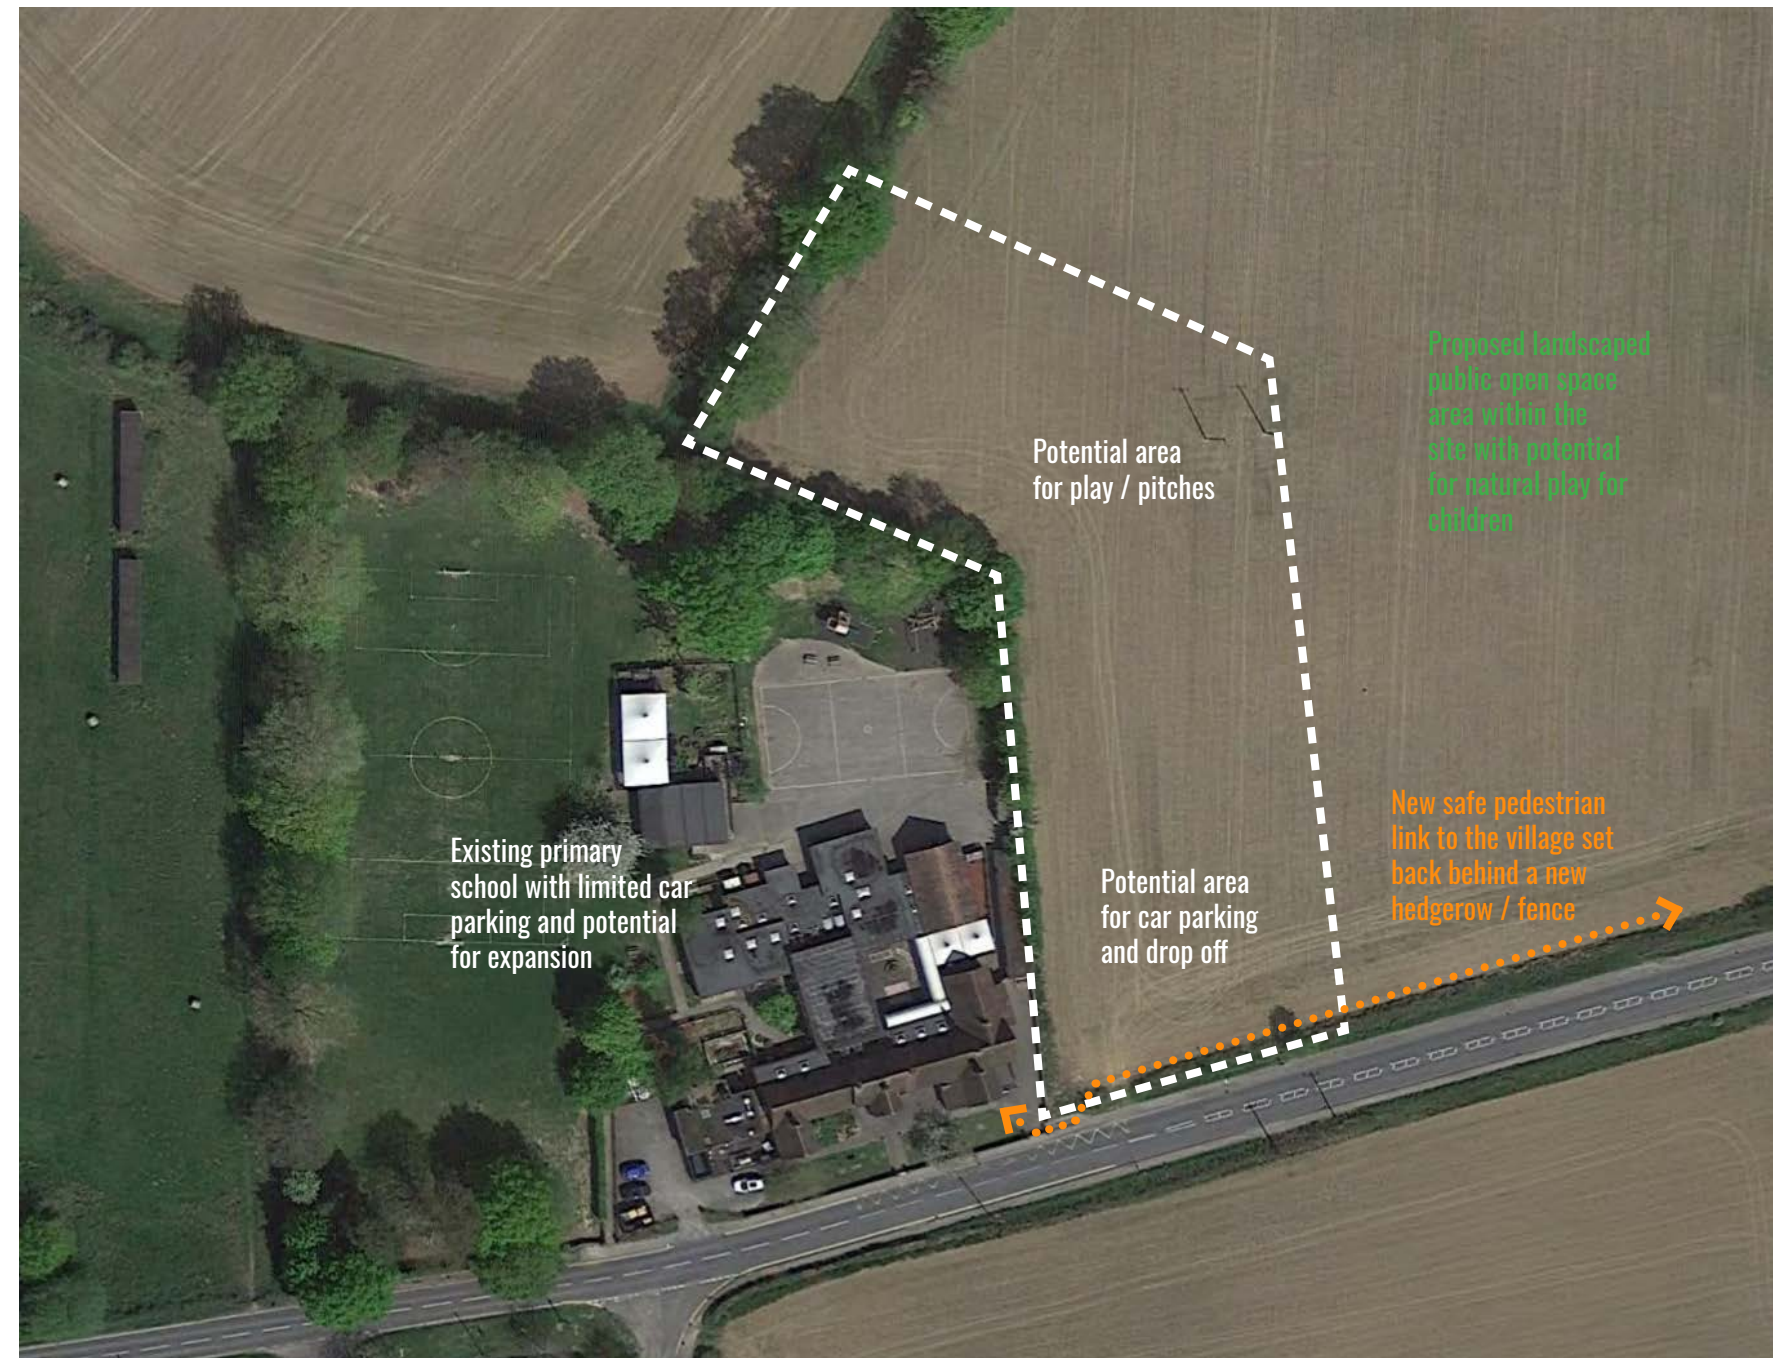 Proposed landscaped
public open space
area within the
site with potential
for natural play for
children
Potential area
for play / pitches
New safe pedestrian
link to the village set
back behind a new
hedgerow / fence
Existing primary
school with limited car
parking and potential
for expansion
Potential area
for car parking
and drop off